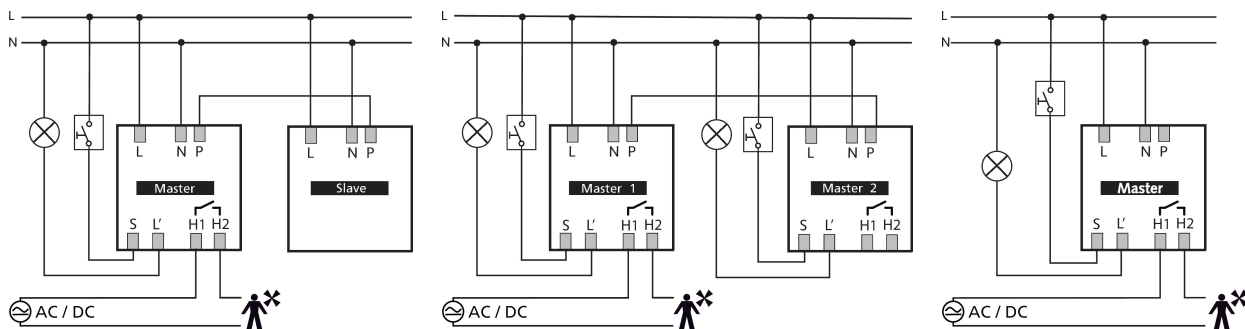 L L L
N N N
L N P L N P L N P L N P L N P
Master Slave Master 1 Master 2 Master
S L' H1 H2 S L' H1 H2 S L' H1 H2 S L' H1 H2
AC / DC AC / DC AC / DC